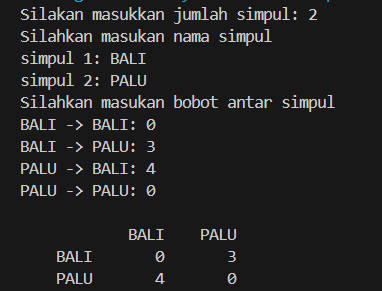 Silakan masukkan jumlah simpul: 2
Silahkan masukan nama simpul
simpul 1: BALI
simpul 2: PALU
Silahkan masukan bobot antar simpul
BALI -> BALI: 0
BALI -> PALU: 3
PALU -> BALI: 4
PALU -> PALU: 0
BALI PALU
BALI 0 3
PALU 4 0